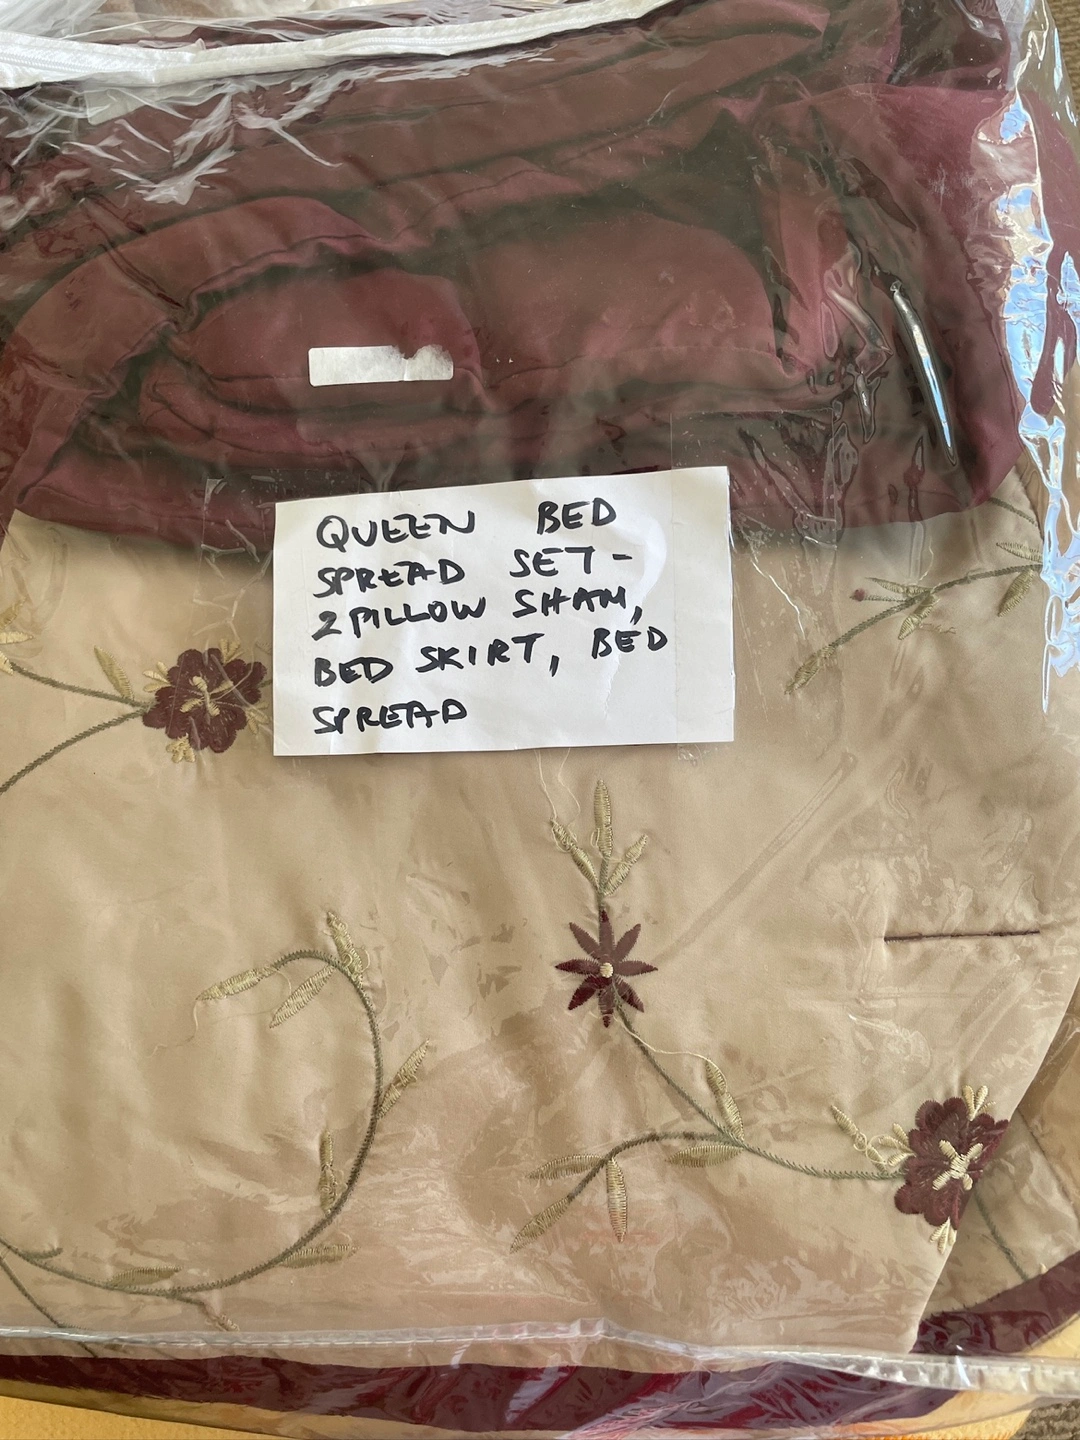 QUEEN BED
SPREAD SET-
2 PILLOW SHAM,
BED SKIRT, BED
SPREAD